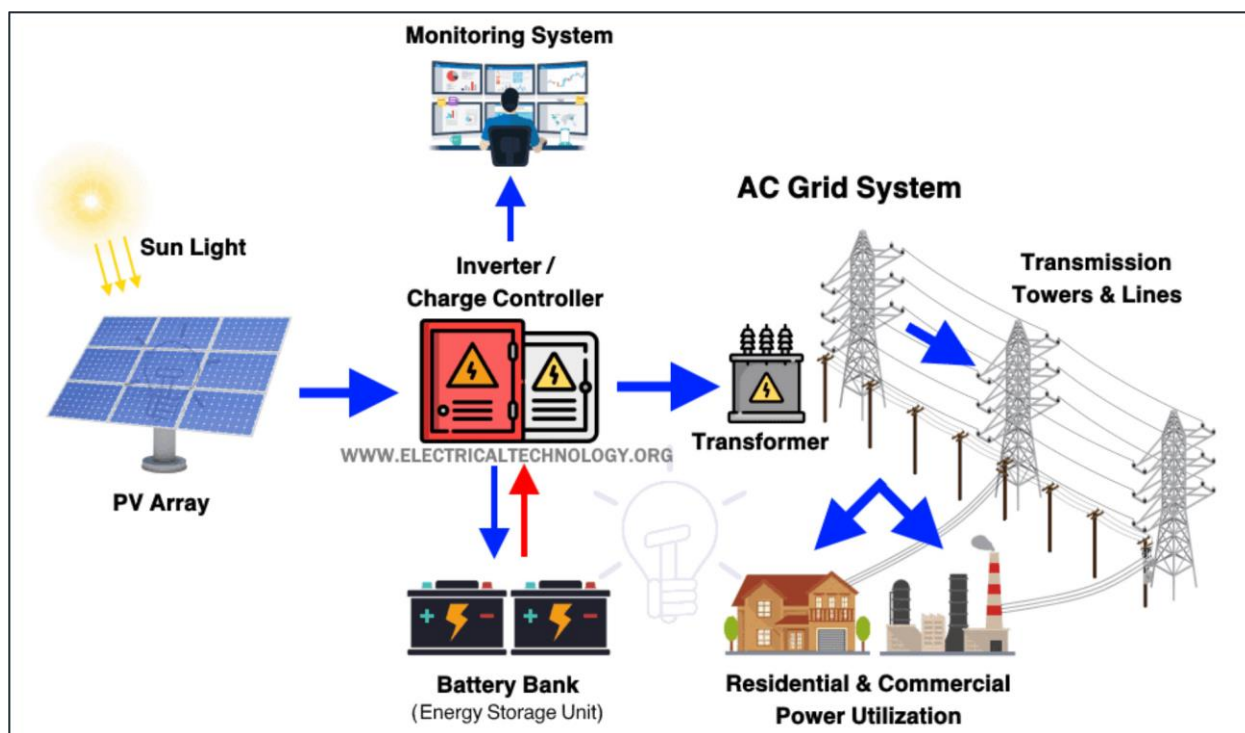 Monitoring System
AC Grid System
Sun Light
Inverter /
Charge Controller
Transmission
Towers & Lines
Transformer
WWW.ELECTRICALTECHNOLOGY.ORG
PV Array
Battery Bank
(Energy Storage Unit)
Residential & Commercial
Power Utilization